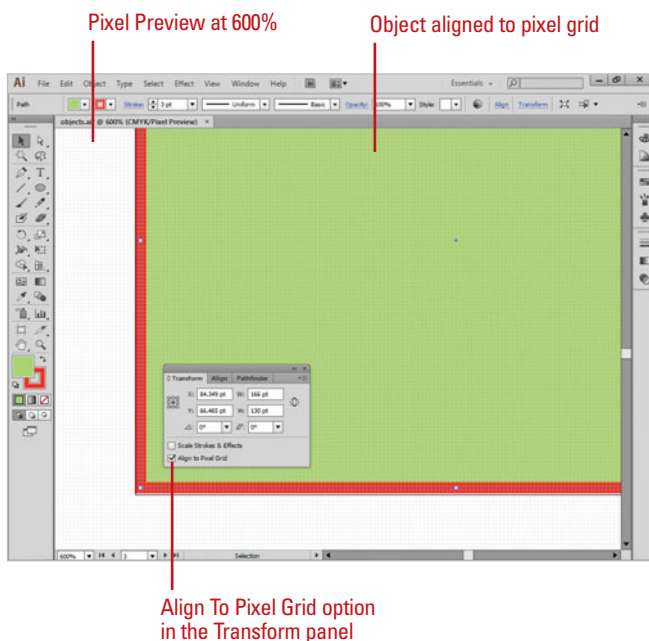 Pixel Preview at 600%
Object aligned to pixel grid
Ai File Edit Object Type Select Effect View Window Help Essentials
Path Stroke: 3 pt Uniform Basic Opacity: 100% Style: Align Transform
objects.ai @ 600% (CMYK/Pixel Preview) ×
Transform Align Pathfinder
X: 84.349 pt W: 166 pt
Y: 66.465 pt H: 130 pt
0° 0°
Scale Strokes & Effects
Align to Pixel Grid
600% 3 Selection
Align To Pixel Grid option
in the Transform panel